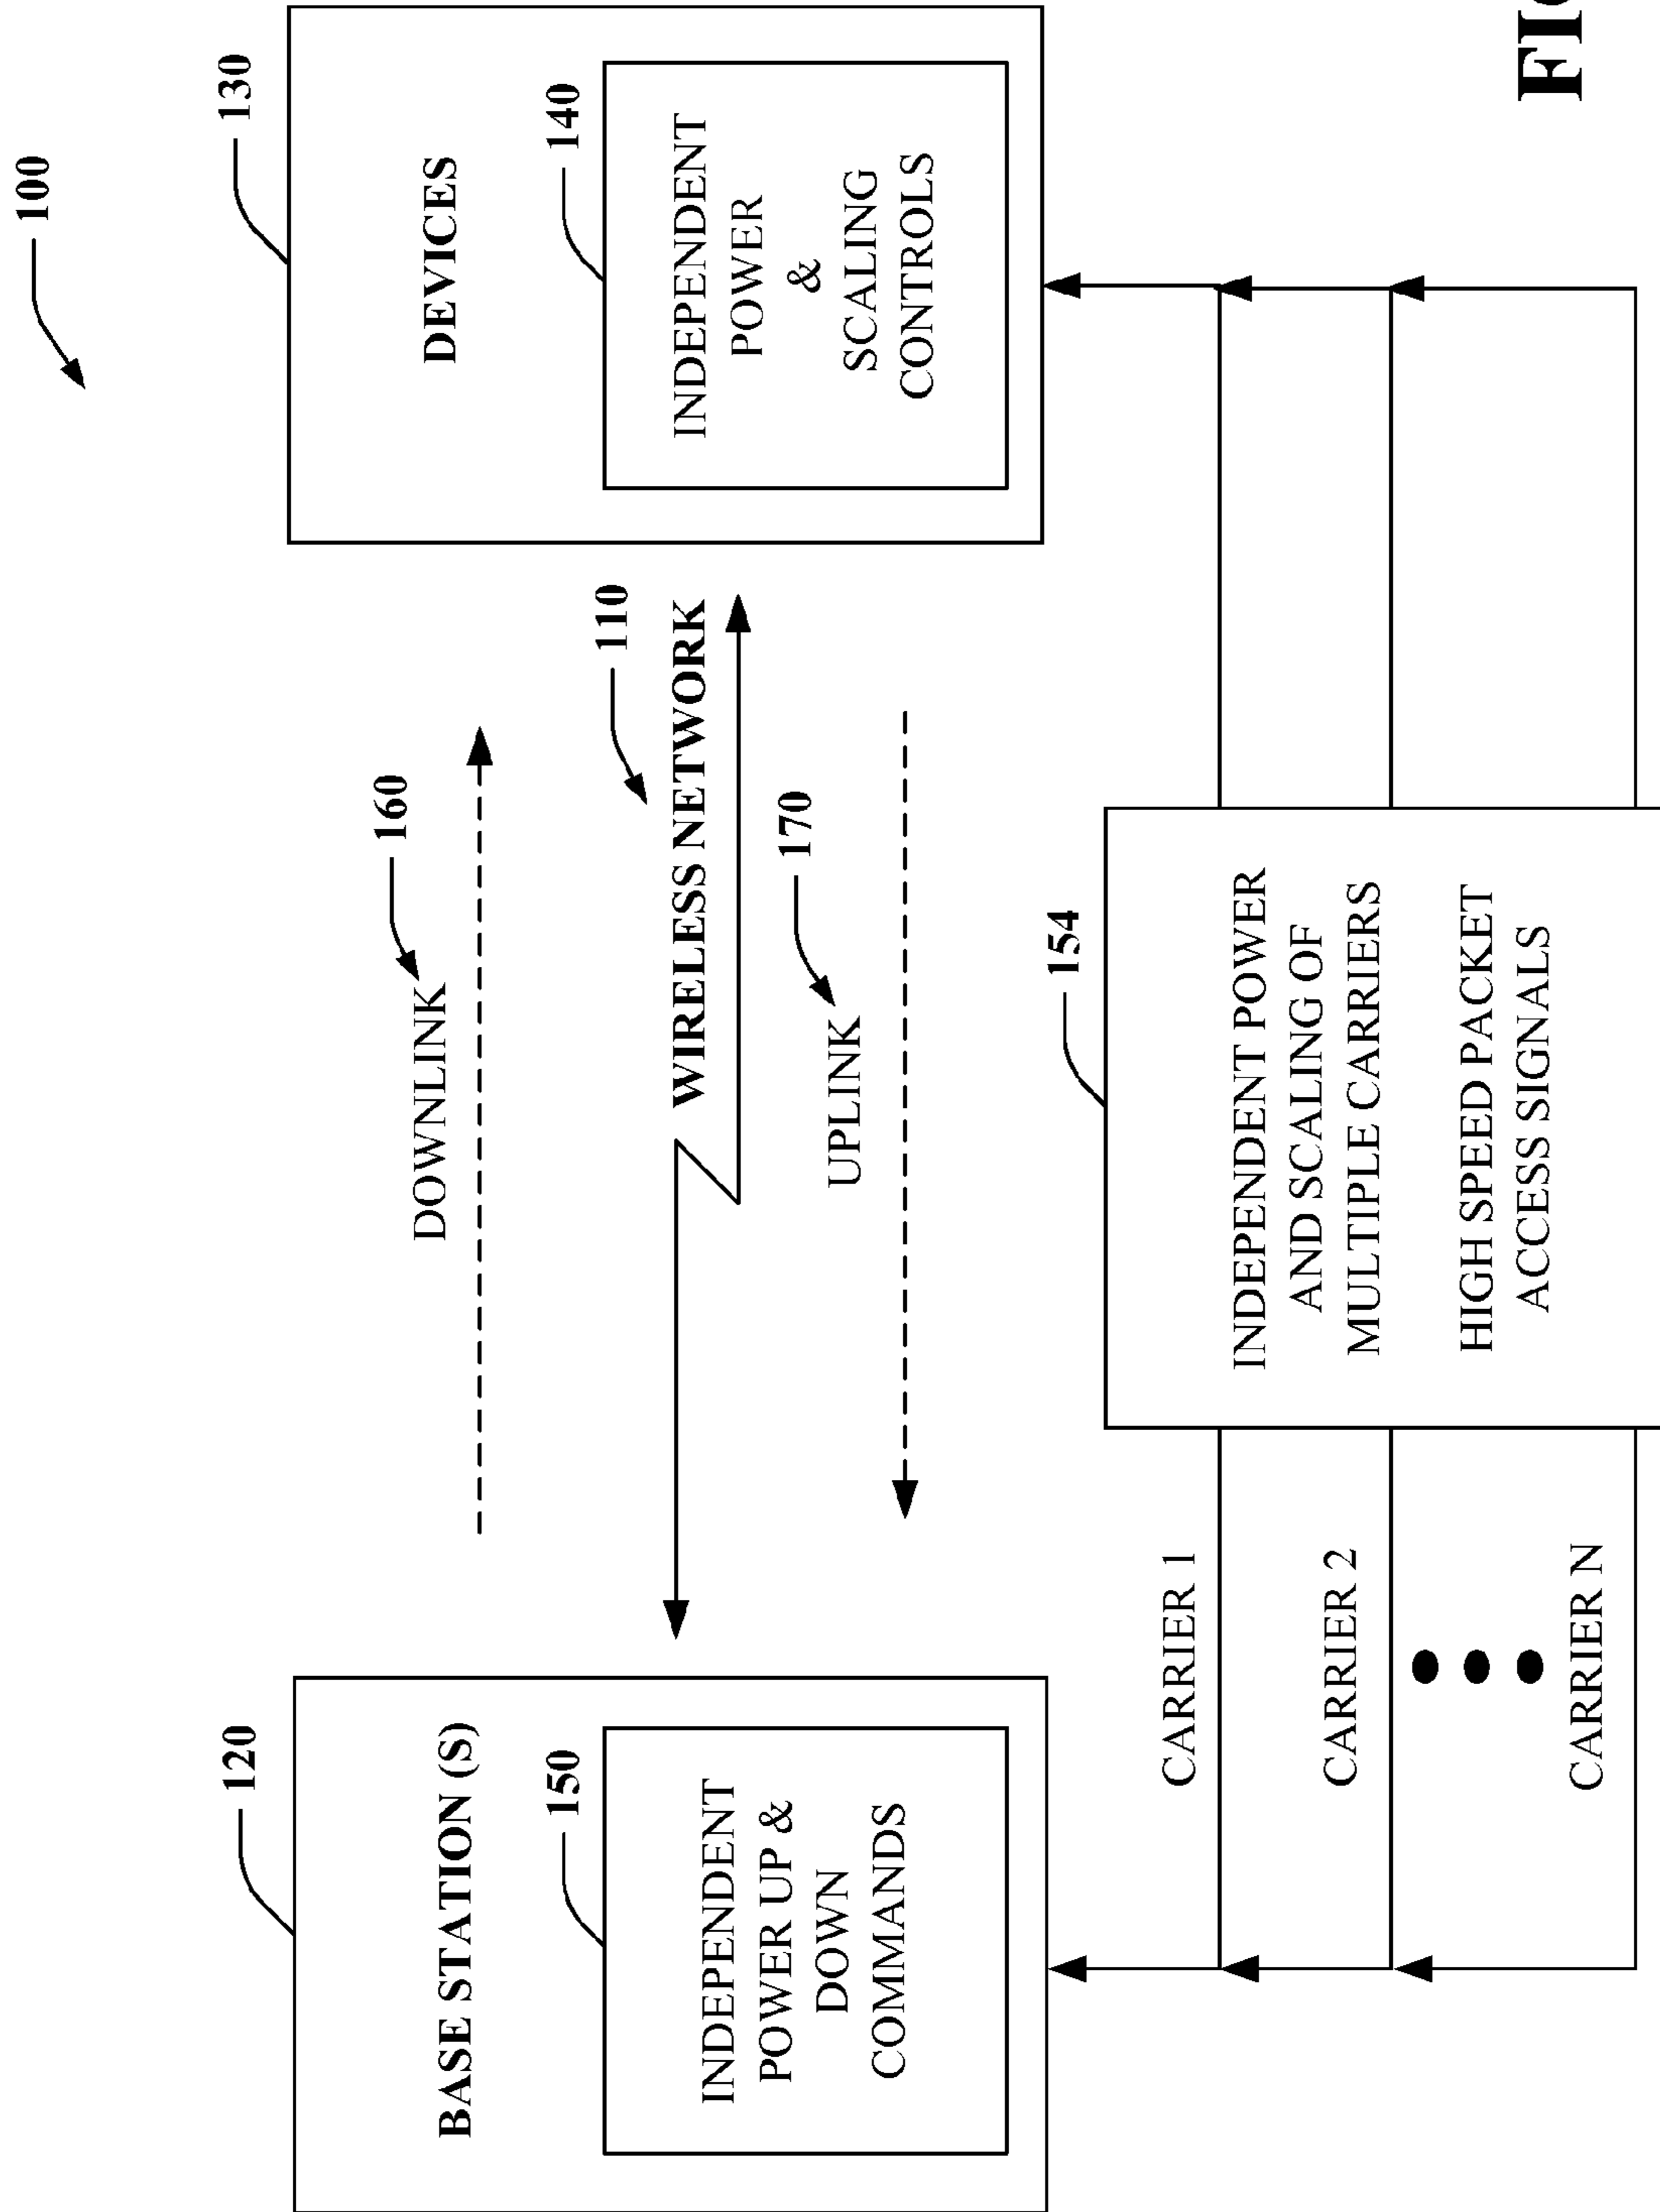 100
120
BASE STATION (S)
150
INDEPENDENT
POWER UP &
DOWN
COMMANDS
160
DOWNLINK
110
WIRELESS NETWORK
170
UPLINK
130
DEVICES
140
INDEPENDENT
POWER
&
SCALING
CONTROLS
154
INDEPENDENT POWER
AND SCALING OF
MULTIPLE CARRIERS
HIGH SPEED PACKET
ACCESS SIGNALS
CARRIER 1
CARRIER 2
CARRIER N